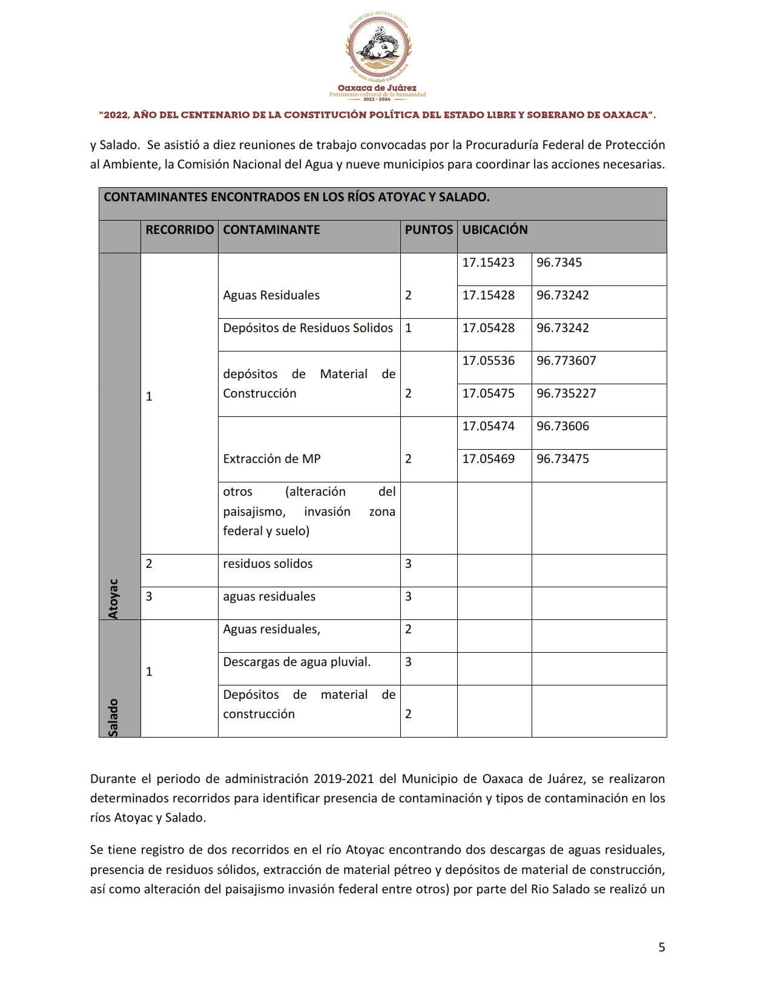 HONORABLE AYUNTAMIENTO
Por una ciudad educadora
Oaxaca de Juárez
Patrimonio cultural de la humanidad
2022 - 2024
“2022, AÑO DEL CENTENARIO DE LA CONSTITUCIÓN POLÍTICA DEL ESTADO LIBRE Y SOBERANO DE OAXACA”.
y Salado. Se asistió a diez reuniones de trabajo convocadas por la Procuraduría Federal de Protección
al Ambiente, la Comisión Nacional del Agua y nueve municipios para coordinar las acciones necesarias.
CONTAMINANTES ENCONTRADOS EN LOS RÍOS ATOYAC Y SALADO.
RECORRIDO CONTAMINANTE PUNTOS UBICACIÓN
Atoyac
1
Aguas Residuales 2
17.15423 96.7345
17.15428 96.73242
Depósitos de Residuos Solidos 1 17.05428 96.73242
depósitos de Material de
Construcción 2
17.05536 96.773607
17.05475 96.735227
Extracción de MP 2
17.05474 96.73606
17.05469 96.73475
otros (alteración del
paisajismo, invasión zona
federal y suelo)
2 residuos solidos 3
3 aguas residuales 3
Salado
1
Aguas residuales, 2
Descargas de agua pluvial. 3
Depósitos de material de
construcción 2
Durante el periodo de administración 2019-2021 del Municipio de Oaxaca de Juárez, se realizaron
determinados recorridos para identificar presencia de contaminación y tipos de contaminación en los
ríos Atoyac y Salado.
Se tiene registro de dos recorridos en el río Atoyac encontrando dos descargas de aguas residuales,
presencia de residuos sólidos, extracción de material pétreo y depósitos de material de construcción,
así como alteración del paisajismo invasión federal entre otros) por parte del Rio Salado se realizó un
5